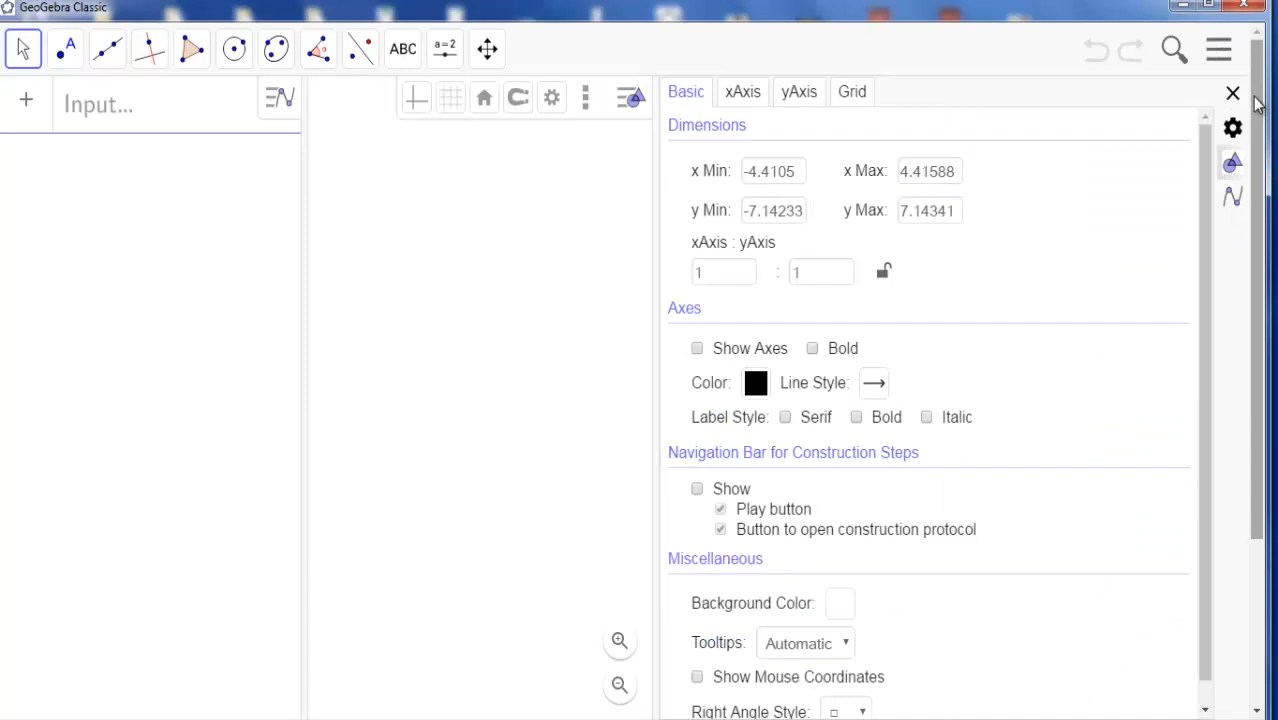 GeoGebra Classic
A
ABC
a=2
Input...
Basic xAxis yAxis Grid
Dimensions
x Min: -4.4105 x Max: 4.41588
y Min: -7.14233 y Max: 7.14341
xAxis : yAxis
1 : 1
Axes
Show Axes Bold
Color: Line Style:
Label Style: Serif Bold Italic
Navigation Bar for Construction Steps
Show
Play button
Button to open construction protocol
Miscellaneous
Background Color:
Tooltips: Automatic
Show Mouse Coordinates
Right Angle Style: